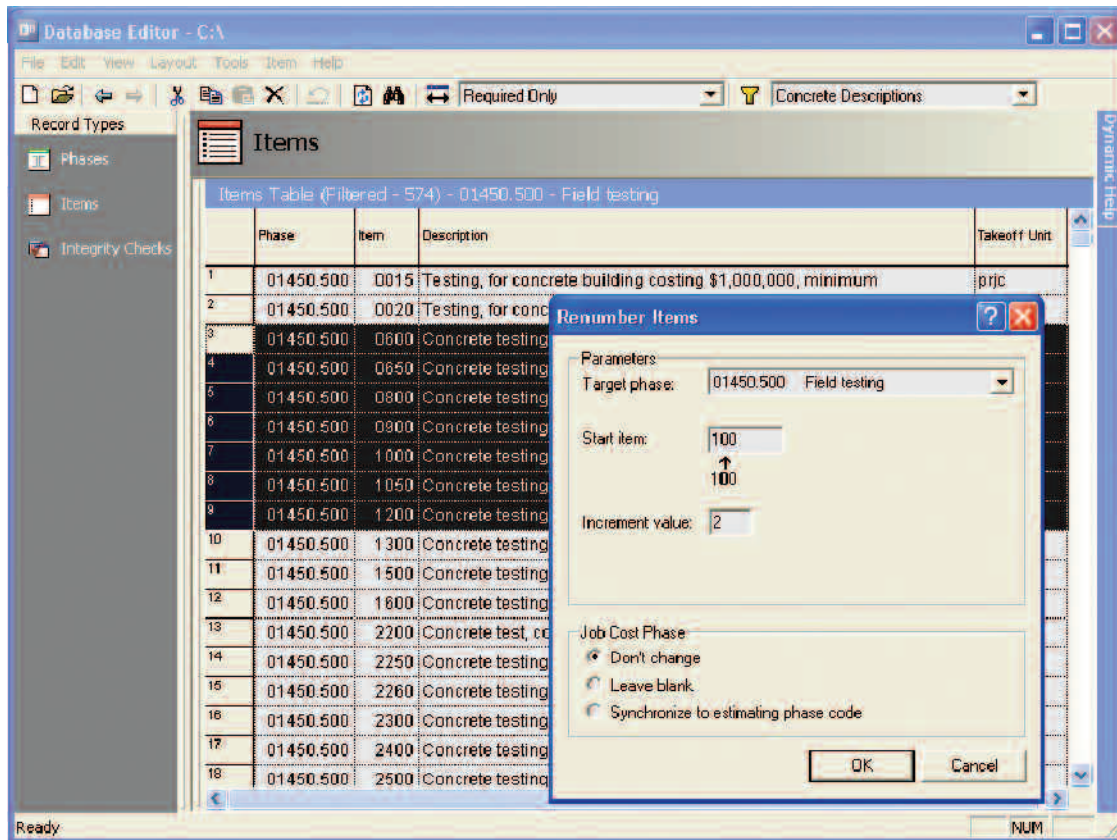 Database Editor - C:\
File Edit View Layout Tools Item Help
Required Only
Concrete Descriptions
Record Types
Phases
Items
Integrity Checks
Items
Dynamic Help
Items Table (Filtered - 574) - 01450.500 - Field testing
Phase Item Description Takeoff Unit
1 01450.500 0015 Testing, for concrete building costing $1,000,000, minimum prjc
2 01450.500 0020 Testing, for conc
3 01450.500 0600 Concrete testing
4 01450.500 0650 Concrete testing
5 01450.500 0800 Concrete testing
6 01450.500 0900 Concrete testing
7 01450.500 1000 Concrete testing
8 01450.500 1050 Concrete testing
9 01450.500 1200 Concrete testing
10 01450.500 1300 Concrete testing
11 01450.500 1500 Concrete testing
12 01450.500 1600 Concrete testing
13 01450.500 2200 Concrete test, co
14 01450.500 2250 Concrete testing
15 01450.500 2260 Concrete testing
16 01450.500 2300 Concrete testing
17 01450.500 2400 Concrete testing
18 01450.500 2500 Concrete testing
Renumber Items
Parameters
Target phase: 01450.500 Field testing
Start item: 100
100
Increment value: 2
Job Cost Phase
Don't change
Leave blank
Synchronize to estimating phase code
OK Cancel
Ready NUM